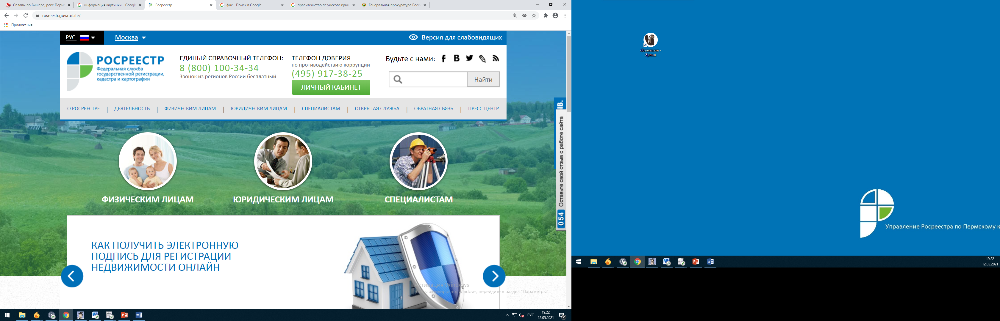 Сплавы по Вишере, реке Перм
информация картинки – Google
Росреестр
фнс - Поиск в Google
правительство пермского края
Генеральная прокуратура Росс
rosreestr.gov.ru/site/
Приложения
РУС
Москва
Версия для слабовидящих
РОСРЕЕСТР
Федеральная служба
государственной регистрации,
кадастра и картографии
ЕДИНЫЙ СПРАВОЧНЫЙ ТЕЛЕФОН:
8 (800) 100-34-34
Звонок из регионов России бесплатный
ТЕЛЕФОН ДОВЕРИЯ
по противодействию коррупции
(495) 917-38-25
ЛИЧНЫЙ КАБИНЕТ
Будьте с нами:
Найти
О РОСРЕЕСТРЕ
ДЕЯТЕЛЬНОСТЬ
ФИЗИЧЕСКИМ ЛИЦАМ
ЮРИДИЧЕСКИМ ЛИЦАМ
СПЕЦИАЛИСТАМ
ОТКРЫТАЯ СЛУЖБА
ОБРАТНАЯ СВЯЗЬ
ПРЕСС-ЦЕНТР
ФИЗИЧЕСКИМ ЛИЦАМ
ЮРИДИЧЕСКИМ ЛИЦАМ
СПЕЦИАЛИСТАМ
Оставьте свой отзыв о работе сайта
054
КАК ПОЛУЧИТЬ ЭЛЕКТРОННУЮ
ПОДПИСЬ ДЛЯ РЕГИСТРАЦИИ
НЕДВИЖИМОСТИ ОНЛАЙН
Активация Windows
Чтобы активировать Windows, перейдите в раздел "Параметры".
РУС
19:22
12.05.2021
2
dbeaver.exe -
Ярлык
Управление Росреестра по Пермскому к
19:22
12.05.2021